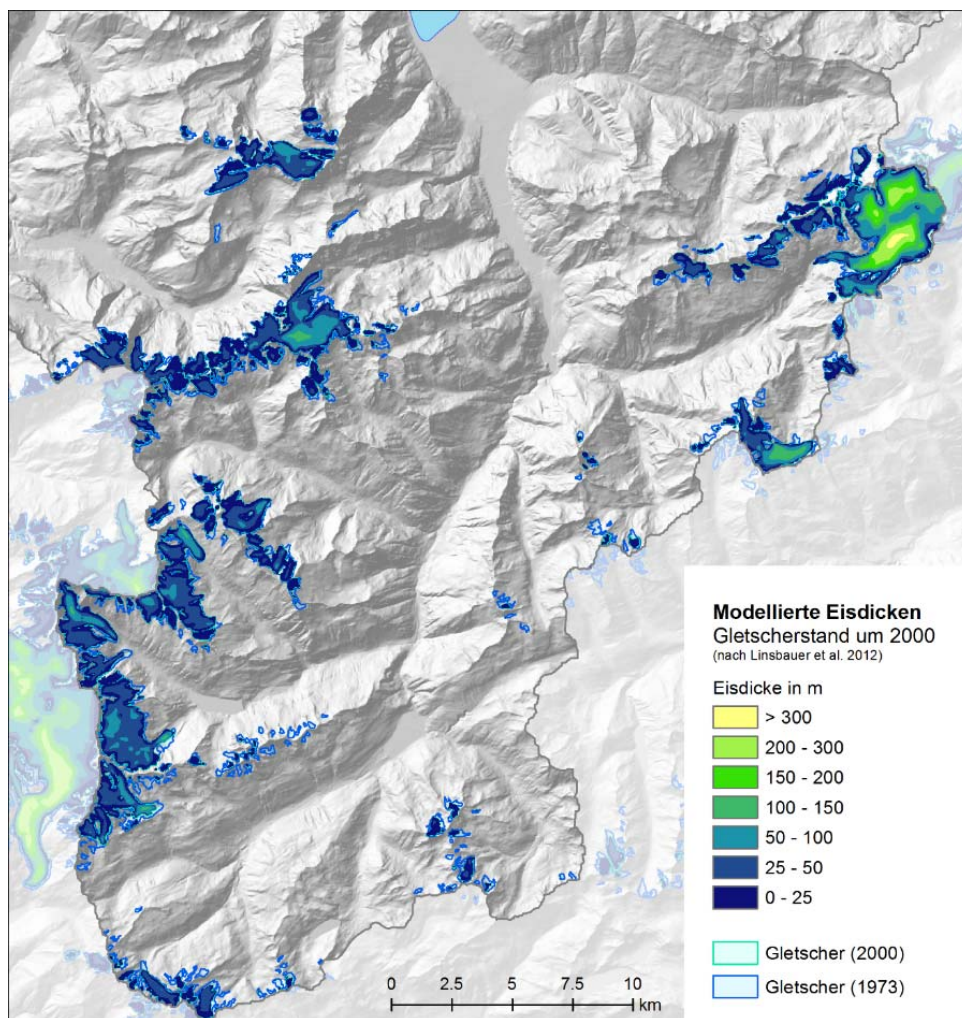 Modellierte Eisdicken
Gletscherstand um 2000
(nach Linsbauer et al. 2012)
Eisdicke in m
> 300
200 - 300
150 - 200
100 - 150
50 - 100
25 - 50
0 - 25
Gletscher (2000)
Gletscher (1973)
0 2.5 5 7.5 10
km